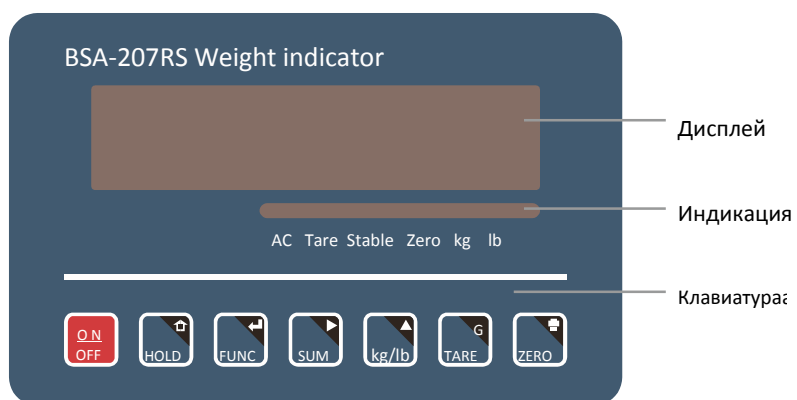 BSA-207RS Weight indicator
Дисплей
Индикация
AC Tare Stable Zero kg lb
Клавиатураа
ON
OFF
HOLD
FUNC
SUM
kg/lb
G
TARE
ZERO